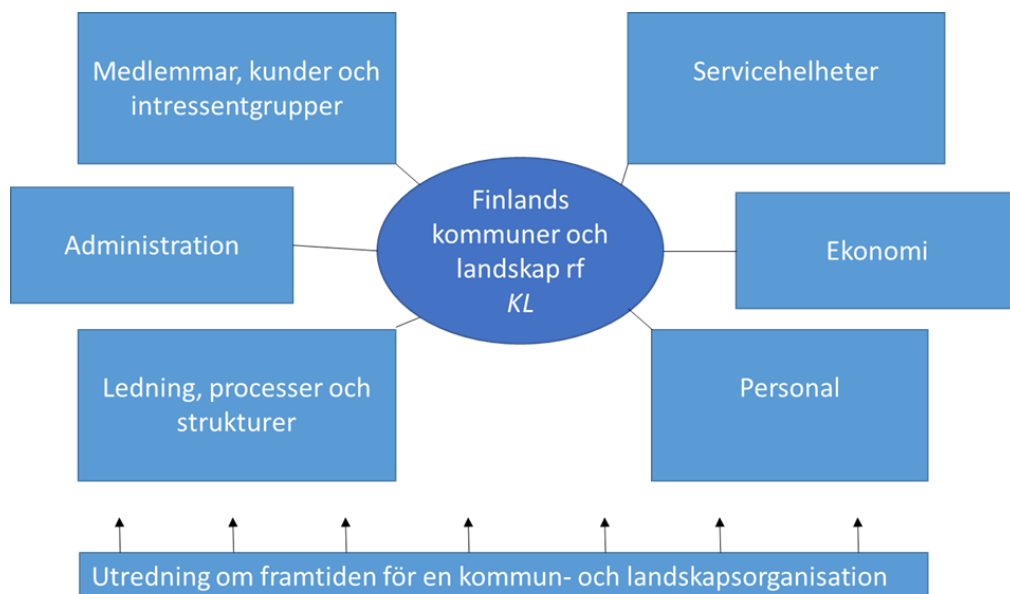 Medlemmar, kunder och
intressentgrupper
Servicehelheter
Administration
Finlands
kommuner och
landskap rf
KL
Ekonomi
Ledning, processer och
strukturer
Personal
Utredning om framtiden för en kommun- och landskapsorganisation